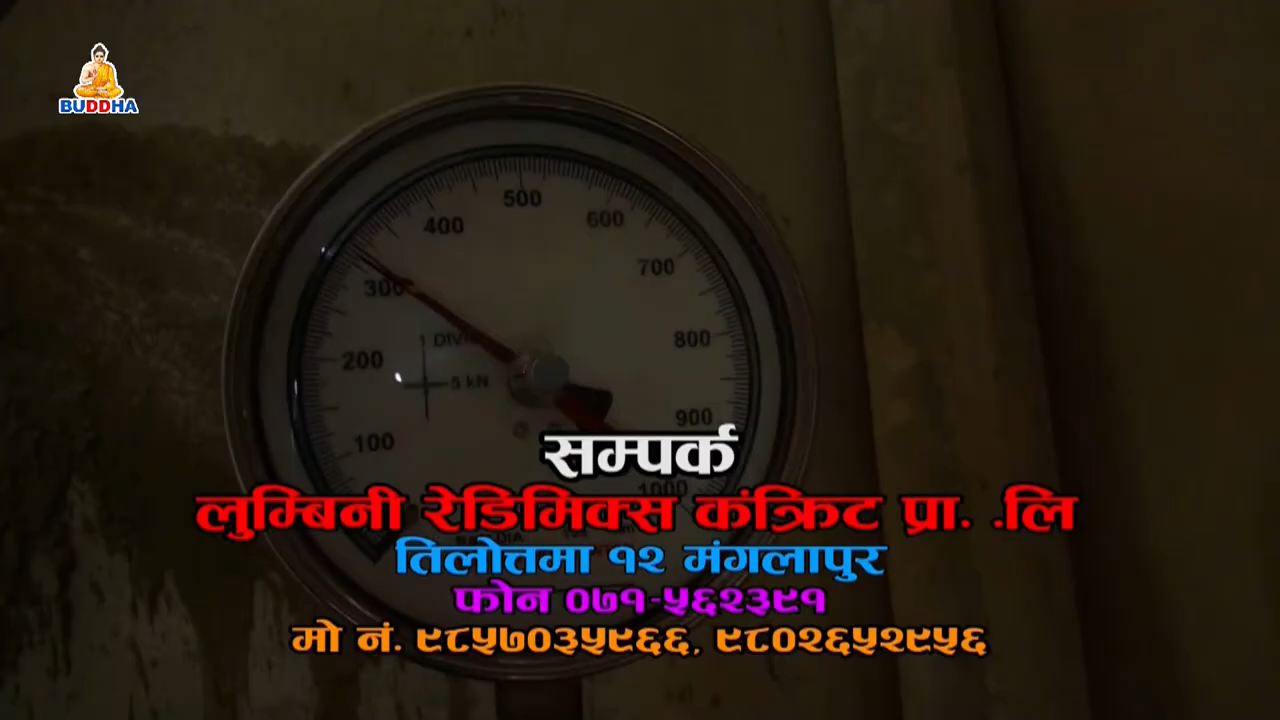 BUDDHA
500
400
600
300
700
1 DIVI
200
800
5 kN
100
900
सम्पर्क
1000
लुम्बिनी रेडिमिक्स कंक्रिट प्रा. .लि
तिलोत्तमा १२ मंगलापुर
फोन ०७१-५६२३९१
मो नं. ९८५७०३५९६६, ९८०२६५२९५६